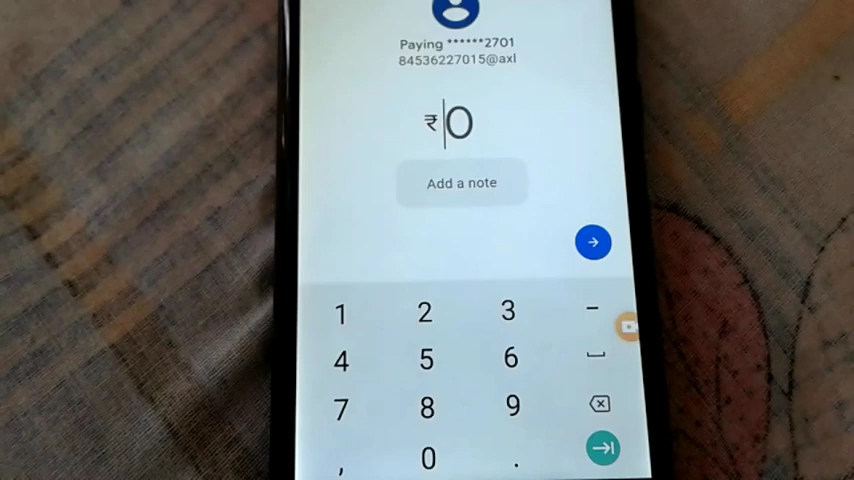 Paying ******2701
84536227015@axl
₹0
Add a note
1 2 3 –
4 5 6
7 8 9
, 0 .